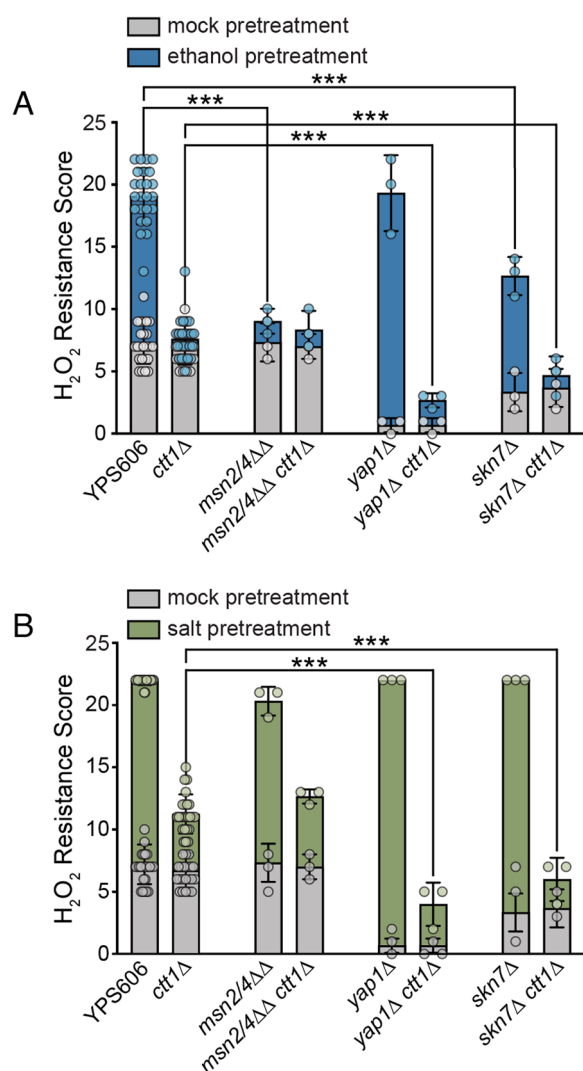 mock pretreatment
ethanol pretreatment
A
***
***
***
***
25
20
15
10
5
0
H₂O₂ Resistance Score
YPS606
ctt1Δ
msn2/4ΔΔ
msn2/4ΔΔ ctt1Δ
yap1Δ
yap1Δ ctt1Δ
skn7Δ
skn7Δ ctt1Δ
mock pretreatment
salt pretreatment
B
***
***
25
20
15
10
5
0
H₂O₂ Resistance Score
YPS606
ctt1Δ
msn2/4ΔΔ
msn2/4ΔΔ ctt1Δ
yap1Δ
yap1Δ ctt1Δ
skn7Δ
skn7Δ ctt1Δ